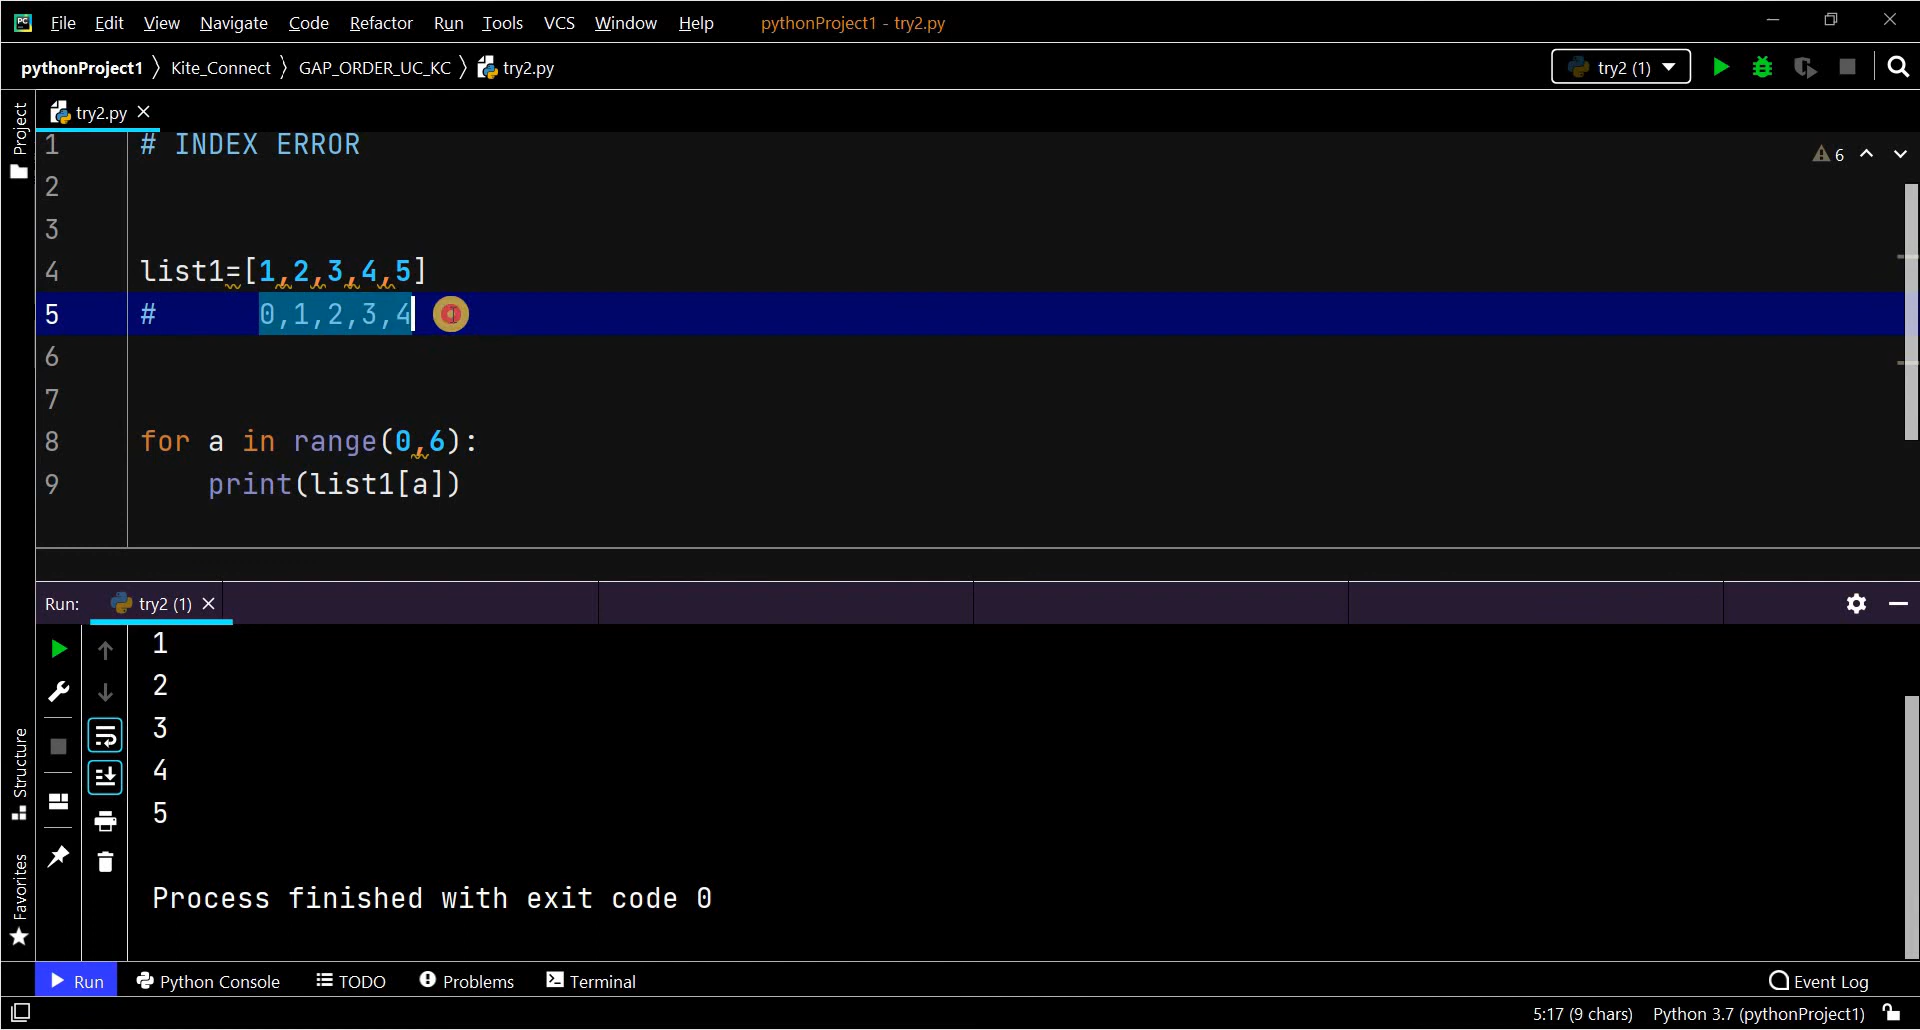 File Edit View Navigate Code Refactor Run Tools VCS Window Help pythonProject1 - try2.py
pythonProject1 Kite_Connect GAP_ORDER_UC_KC try2.py try2 (1)
Project
try2.py
1 # INDEX ERROR
6
2
3
4 list1=[1,2,3,4,5]
5 # 0,1,2,3,4
6
7
8 for a in range(0,6):
9 print(list1[a])
Run: try2 (1)
1
2
3
4
5
Process finished with exit code 0
Structure
Favorites
Run Python Console TODO Problems Terminal Event Log
5:17 (9 chars) Python 3.7 (pythonProject1)